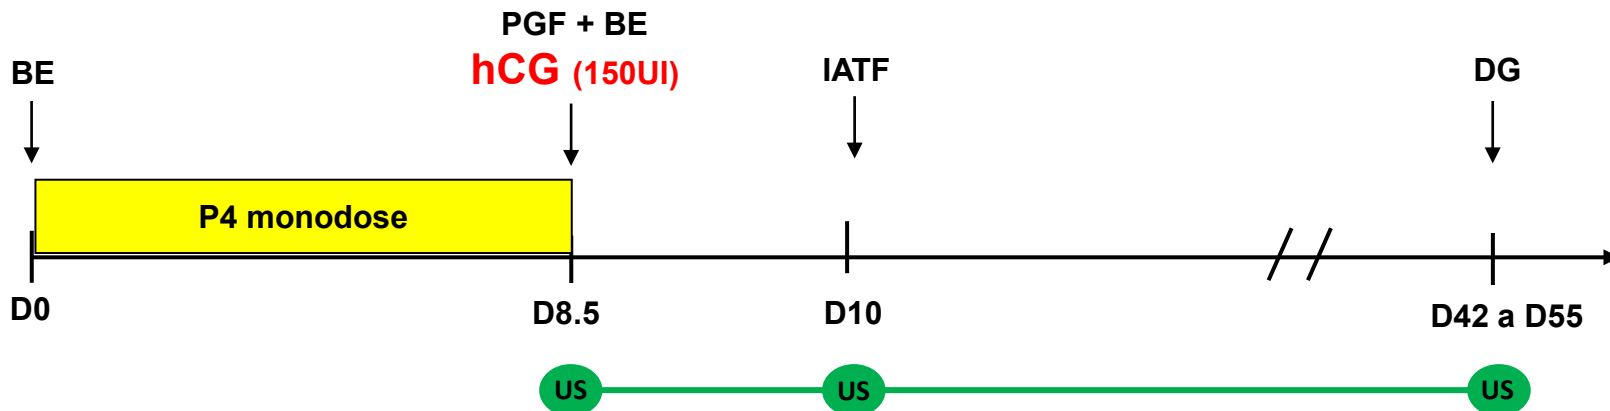 PGF + BE
BE
hCG (150UI)
IATF
DG
P4 monodose
D0
D8.5
D10
D42 a D55
US
US
US